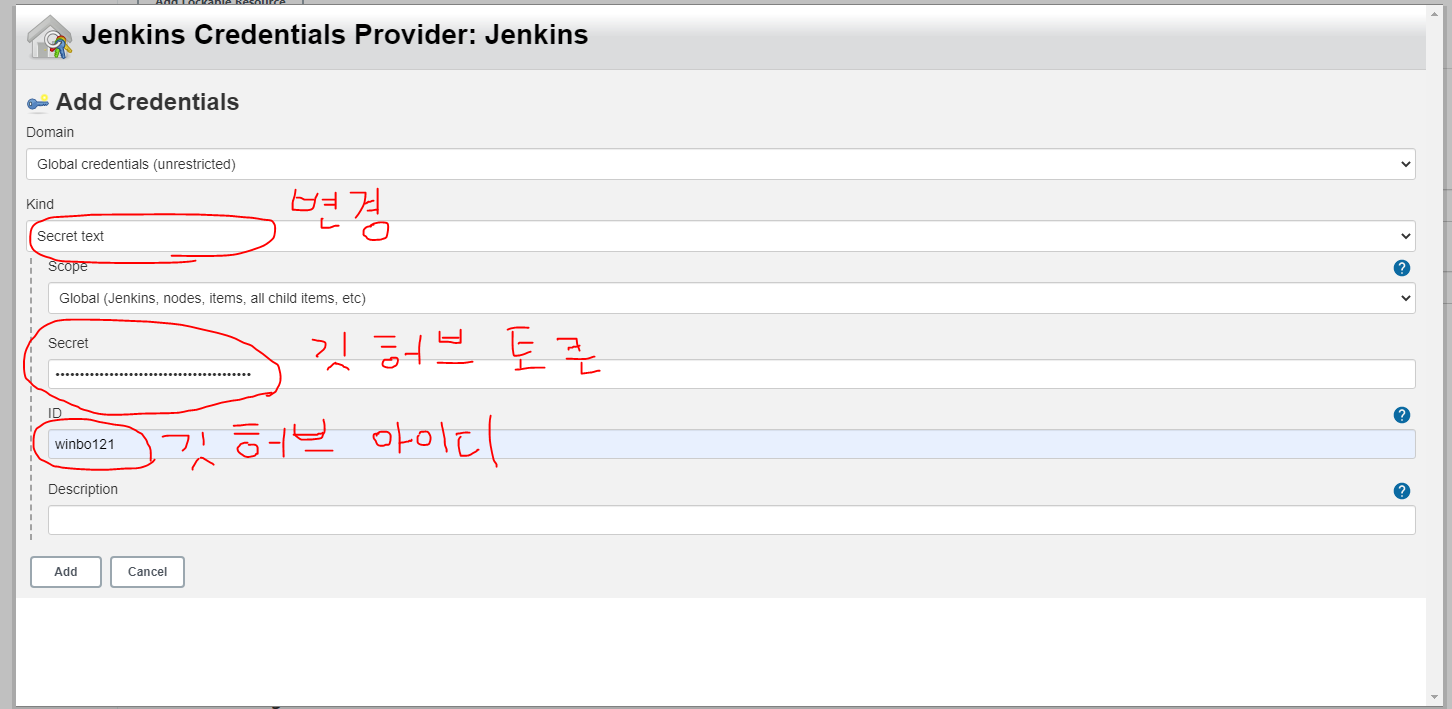 Add Lockable Resource
Jenkins Credentials Provider: Jenkins
Add Credentials
Domain
Global credentials (unrestricted)
Kind
변경
Secret text
Scope
Global (Jenkins, nodes, items, all child items, etc)
Secret
깃 허브 토큰
••••••••••••••••••••••••••••••••••••••••
ID
winbo121 깃 허브 아이디
Description
Add Cancel